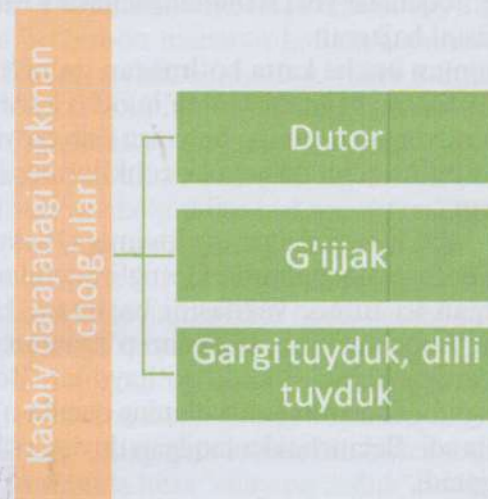 Kasbiy darajadagi turkman
cholg'ulari
Dutor
G'ijjak
Gargi tuyduk, dilli
tuyduk